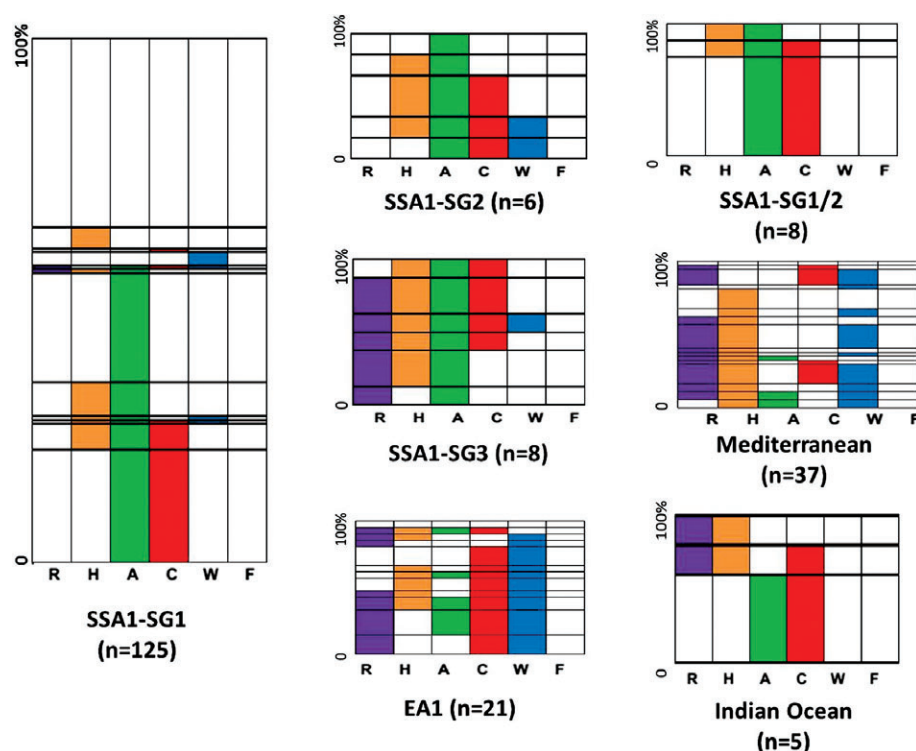 100%
0
R H A C W F
SSA1-SG1
(n=125)
100%
0
R H A C W F
SSA1-SG2 (n=6)
100%
0
R H A C W F
SSA1-SG1/2
(n=8)
100%
0
R H A C W F
SSA1-SG3 (n=8)
100%
0
R H A C W F
Mediterranean
(n=37)
100%
0
R H A C W F
EA1 (n=21)
100%
0
R H A C W F
Indian Ocean
(n=5)